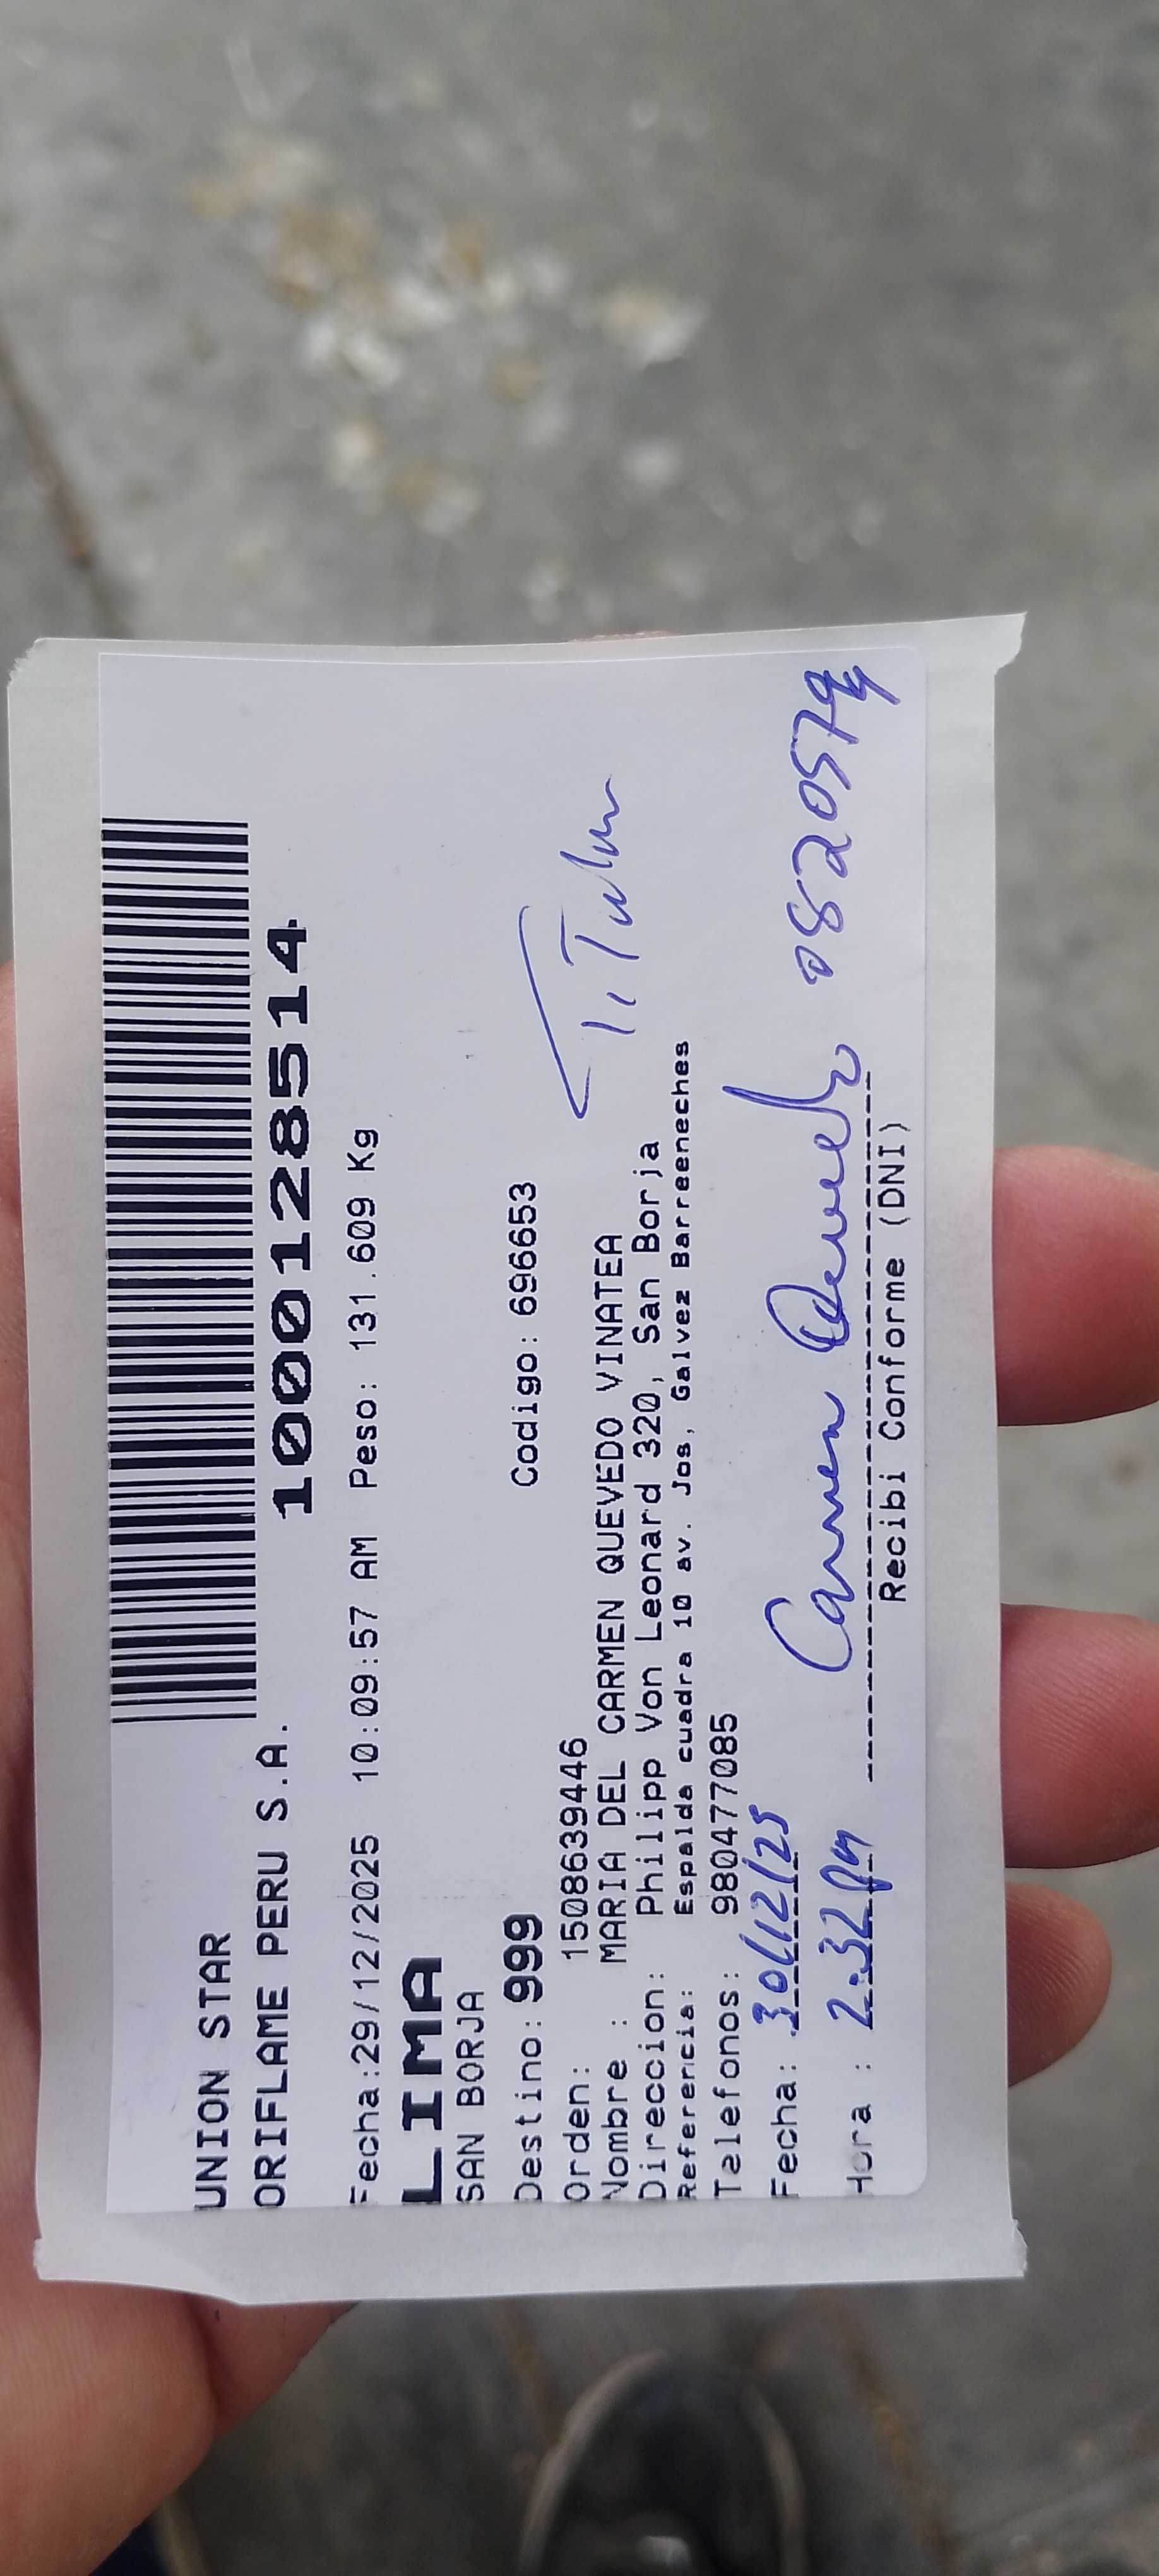 UNION STAR
ORIFLAME PERU S.A. 1000128514
Fecha:29/12/2025 10:09:57 AM Peso: 131.609 Kg
LIMA
SAN BORJA
Destino: 999 Codigo: 696653
Orden: 1508639446
Nombre : MARIA DEL CARMEN QUEVEDO VINATEA
Direccion: Philipp Von Leonard 320, San Borja
Referencia: Espalda cuadra 10 av. Jos, Galvez Barreeneches
Telefonos: 980477085
Titular
Fecha: 30/12/25
Carmen Quevedo
Hora : 2:32 pm
Recibi Conforme (DNI)